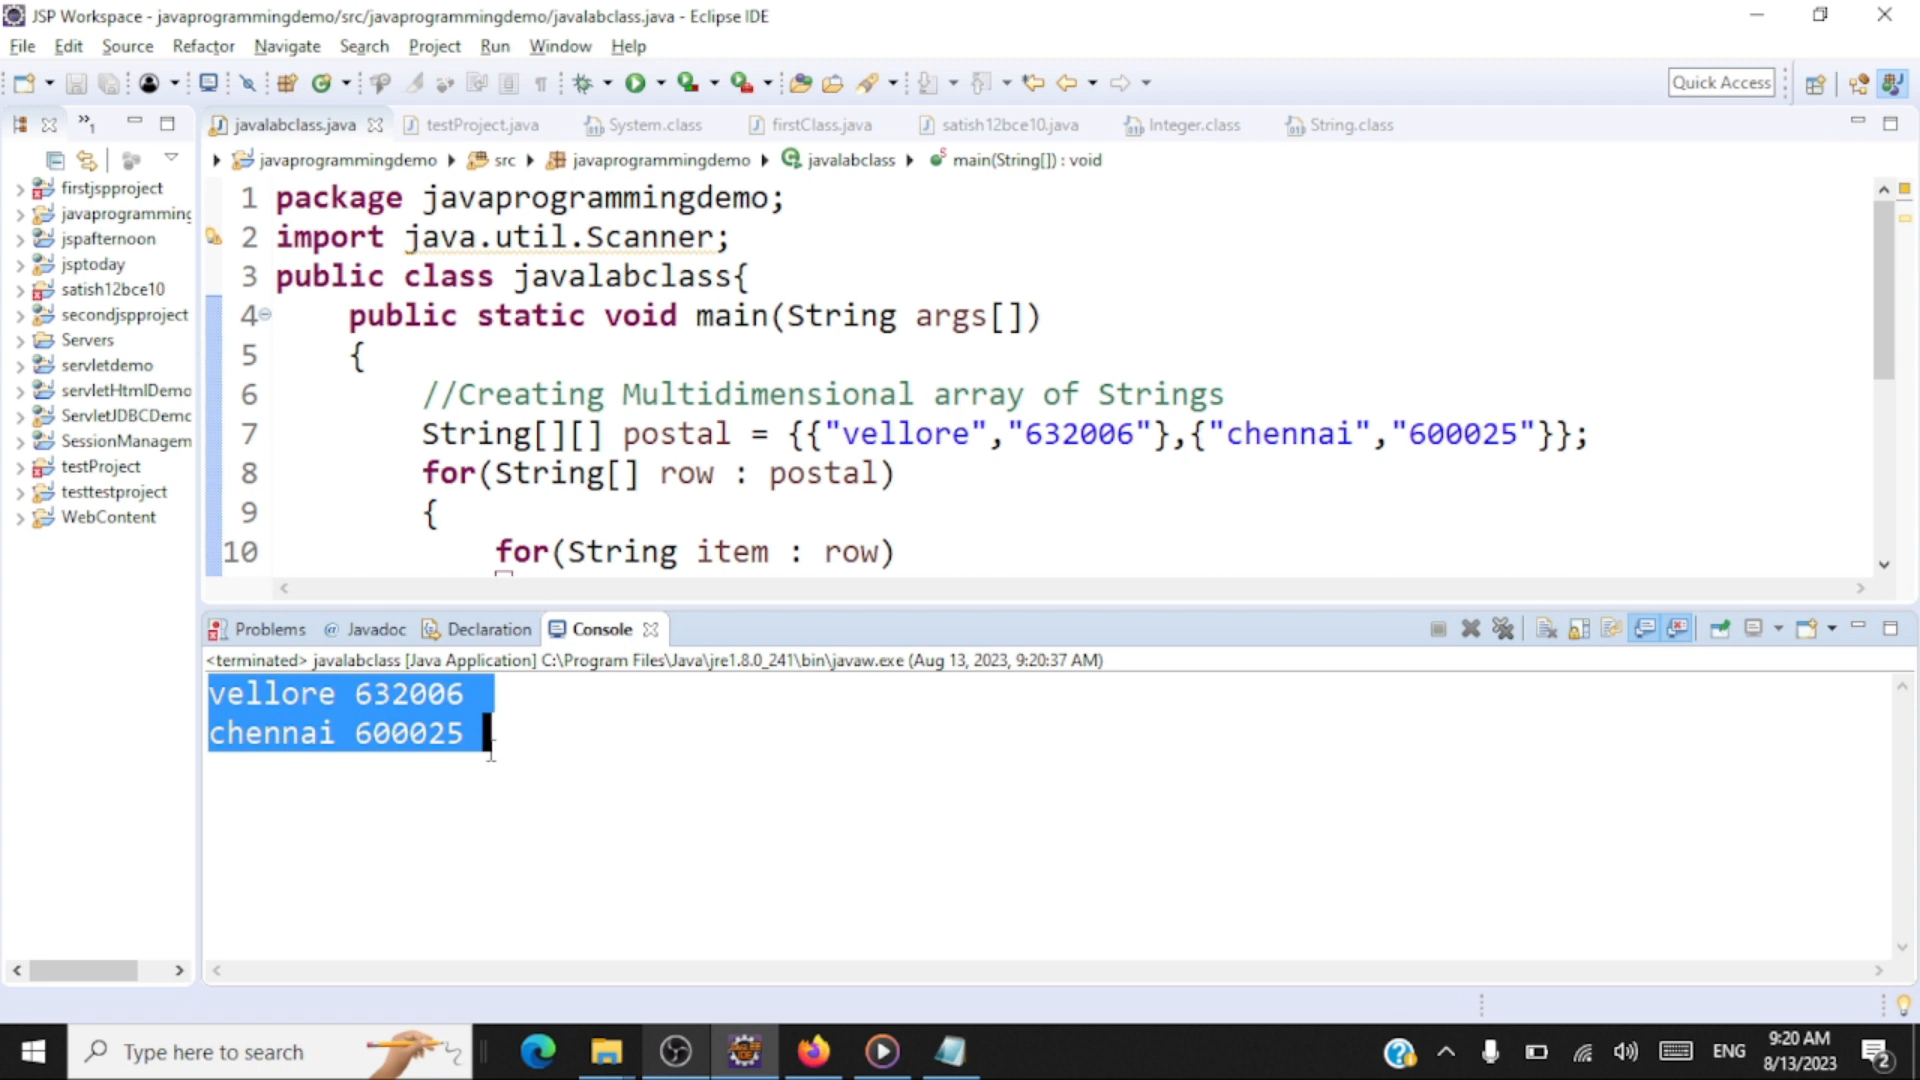 JSP Workspace - javaprogrammingdemo/src/javaprogrammingdemo/javalabclass.java - Eclipse IDE
File Edit Source Refactor Navigate Search Project Run Window Help
Quick Access
javalabclass.java testProject.java System.class firstClass.java satish12bce10.java Integer.class String.class
»1
javaprogrammingdemo src javaprogrammingdemo javalabclass main(String[]) : void
firstjspproject
javaprogramming
jspafternoon
jsptoday
satish12bce10
secondjspproject
Servers
servletdemo
servletHtmlDemo
ServletJDBCDemo
SessionManagem
testProject
testtestproject
WebContent
1 package javaprogrammingdemo;
2 import java.util.Scanner;
3 public class javalabclass{
4 public static void main(String args[])
5 {
6 //Creating Multidimensional array of Strings
7 String[][] postal = {{"vellore","632006"},{"chennai","600025"}};
8 for(String[] row : postal)
9 {
10 for(String item : row)
Problems @ Javadoc Declaration Console
<terminated> javalabclass [Java Application] C:\Program Files\Java\jre1.8.0_241\bin\javaw.exe (Aug 13, 2023, 9:20:37 AM)
vellore 632006
chennai 600025
Type here to search
ENG
9:20 AM
8/13/2023
2